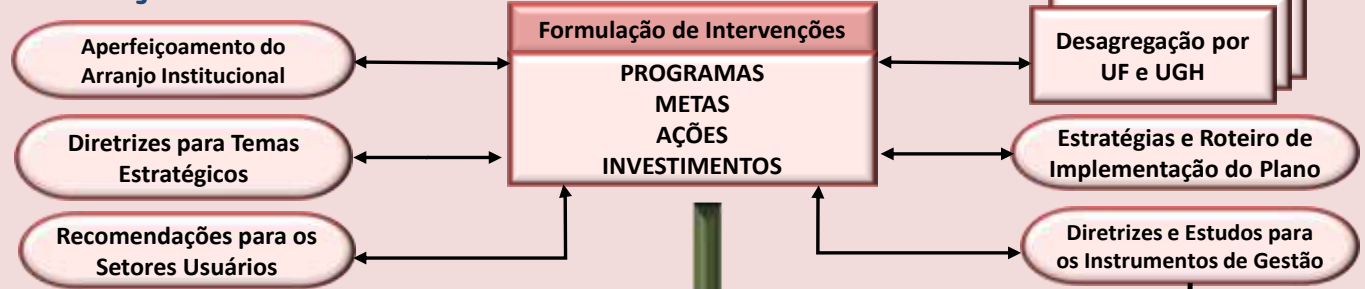 Aperfeiçoamento do
Arranjo Institucional
Diretrizes para Temas
Estratégicos
Recomendações para os
Setores Usuários
Formulação de Intervenções
PROGRAMAS
METAS
AÇÕES
INVESTIMENTOS
Desagregação por
UF e UGH
Estratégias e Roteiro de
Implementação do Plano
Diretrizes e Estudos para
os Instrumentos de Gestão